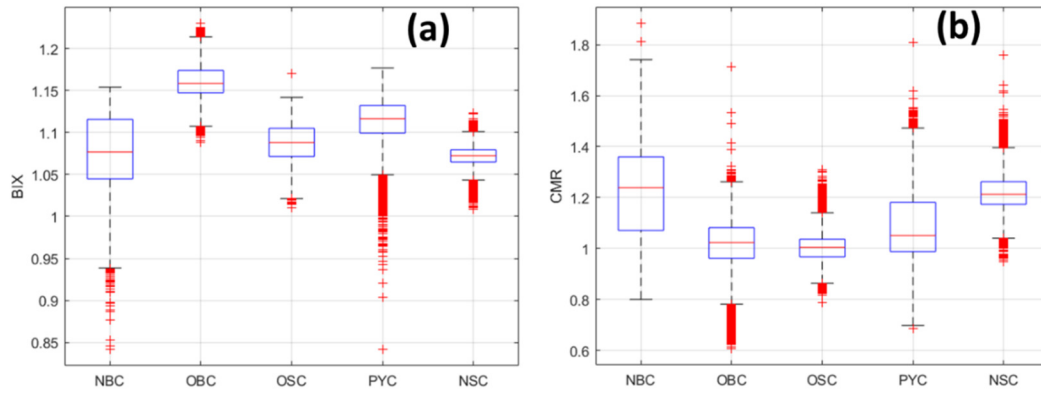 (a)
1.2
1.15
1.1
1.05
1
0.95
0.9
0.85
BIX
NBC OBC OSC PYC NSC
(b)
1.8
1.6
1.4
1.2
1
0.8
0.6
CMR
NBC OBC OSC PYC NSC